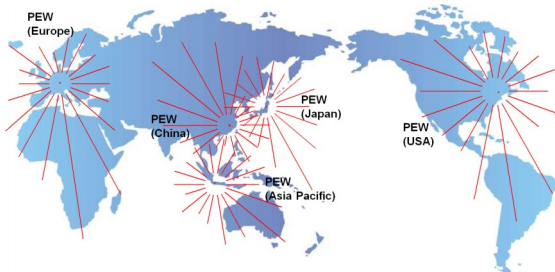 PEW
(Europe)
PEW
(China)
PEW
(Japan)
PEW
(USA)
PEW
(Asia Pacific)